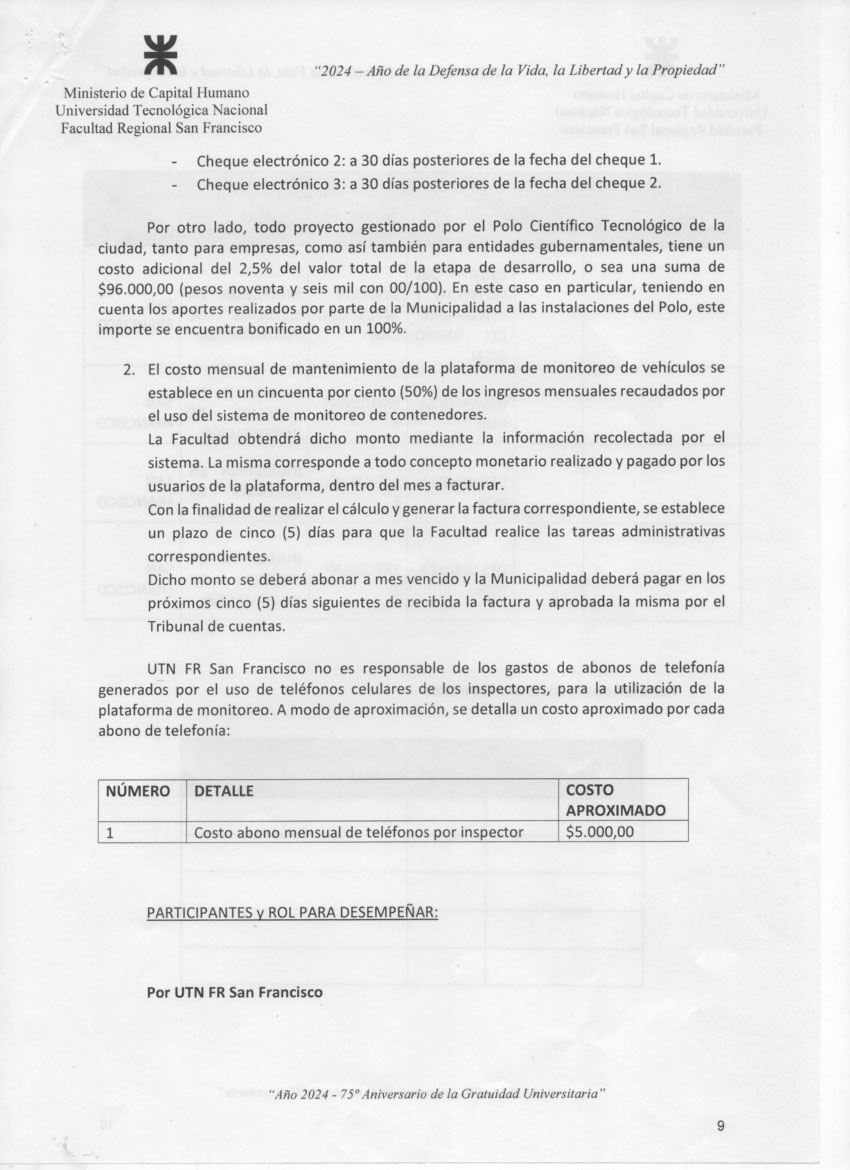 "2024 – Año de la Defensa de la Vida, la Libertad y la Propiedad"
Ministerio de Capital Humano
Universidad Tecnológica Nacional
Facultad Regional San Francisco
- Cheque electrónico 2: a 30 días posteriores de la fecha del cheque 1.
- Cheque electrónico 3: a 30 días posteriores de la fecha del cheque 2.
Por otro lado, todo proyecto gestionado por el Polo Científico Tecnológico de la
ciudad, tanto para empresas, como así también para entidades gubernamentales, tiene un
costo adicional del 2,5% del valor total de la etapa de desarrollo, o sea una suma de
$96.000,00 (pesos noventa y seis mil con 00/100). En este caso en particular, teniendo en
cuenta los aportes realizados por parte de la Municipalidad a las instalaciones del Polo, este
importe se encuentra bonificado en un 100%.
2. El costo mensual de mantenimiento de la plataforma de monitoreo de vehículos se
establece en un cincuenta por ciento (50%) de los ingresos mensuales recaudados por
el uso del sistema de monitoreo de contenedores.
La Facultad obtendrá dicho monto mediante la información recolectada por el
sistema. La misma corresponde a todo concepto monetario realizado y pagado por los
usuarios de la plataforma, dentro del mes a facturar.
Con la finalidad de realizar el cálculo y generar la factura correspondiente, se establece
un plazo de cinco (5) días para que la Facultad realice las tareas administrativas
correspondientes.
Dicho monto se deberá abonar a mes vencido y la Municipalidad deberá pagar en los
próximos cinco (5) días siguientes de recibida la factura y aprobada la misma por el
Tribunal de cuentas.
UTN FR San Francisco no es responsable de los gastos de abonos de telefonía
generados por el uso de teléfonos celulares de los inspectores, para la utilización de la
plataforma de monitoreo. A modo de aproximación, se detalla un costo aproximado por cada
abono de telefonía:
NÚMERO DETALLE COSTO
APROXIMADO
1 Costo abono mensual de teléfonos por inspector $5.000,00
PARTICIPANTES y ROL PARA DESEMPEÑAR:
Por UTN FR San Francisco
"Año 2024 - 75º Aniversario de la Gratuidad Universitaria"
9